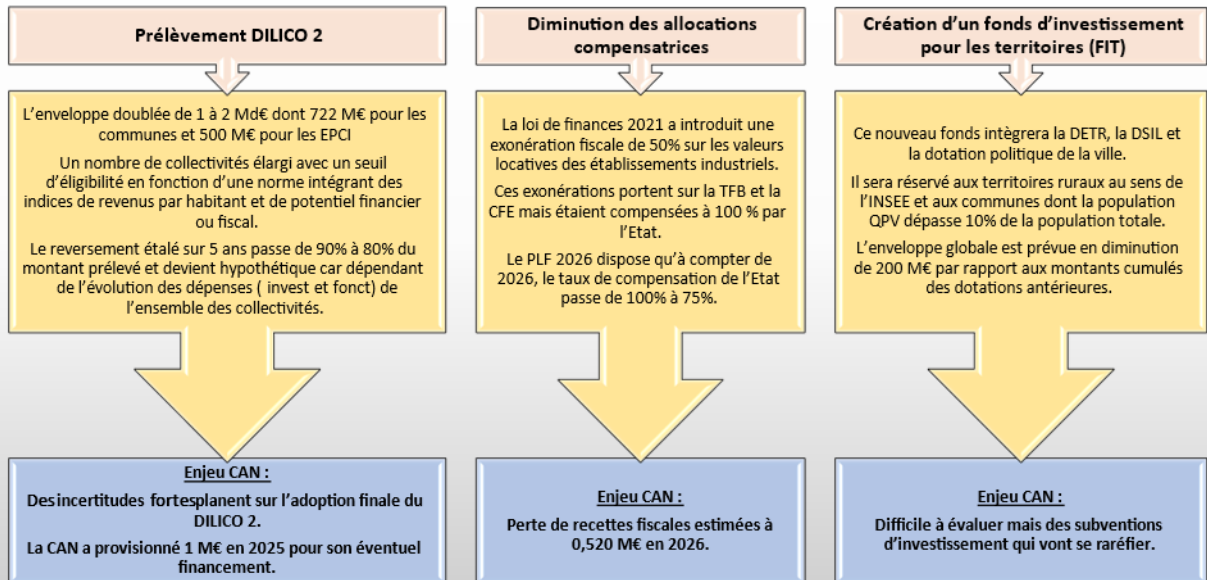 Prélèvement DILICO 2
L'enveloppe doublée de 1 à 2 Md€ dont 722 M€ pour les
communes et 500 M€ pour les EPCI
Un nombre de collectivités élargi avec un seuil
d'éligibilité en fonction d'une norme intégrant des
indices de revenus par habitant et de potentiel financier
ou fiscal.
Le reversement étalé sur 5 ans passe de 90% à 80% du
montant prélevé et devient hypothétique car dépendant
de l'évolution des dépenses ( invest et fonct) de
l'ensemble des collectivités.
Enjeu CAN :
Desincertitudes fortesplanent sur l'adoption finale du
DILICO 2.
La CAN a provisionné 1 M€ en 2025 pour son éventuel
financement.
Diminution des allocations
compensatrices
La loi de finances 2021 a introduit une
exonération fiscale de 50% sur les valeurs
locatives des établissements industriels.
Ces exonérations portent sur la TFB et la
CFE mais étaient compensées à 100 % par
l'Etat.
Le PLF 2026 dispose qu'à compter de
2026, le taux de compensation de l'Etat
passe de 100% à 75%.
Enjeu CAN :
Perte de recettes fiscales estimées à
0,520 M€ en 2026.
Création d'un fonds d'investissement
pour les territoires (FIT)
Ce nouveau fonds intègrera la DETR, la DSIL et
la dotation politique de la ville.
Il sera réservé aux territoires ruraux au sens de
l'INSEE et aux communes dont la population
QPV dépasse 10% de la population totale.
L'enveloppe globale est prévue en diminution
de 200 M€ par rapport aux montants cumulés
des dotations antérieures.
Enjeu CAN :
Difficile à évaluer mais des subventions
d'investissement qui vont se raréfier.